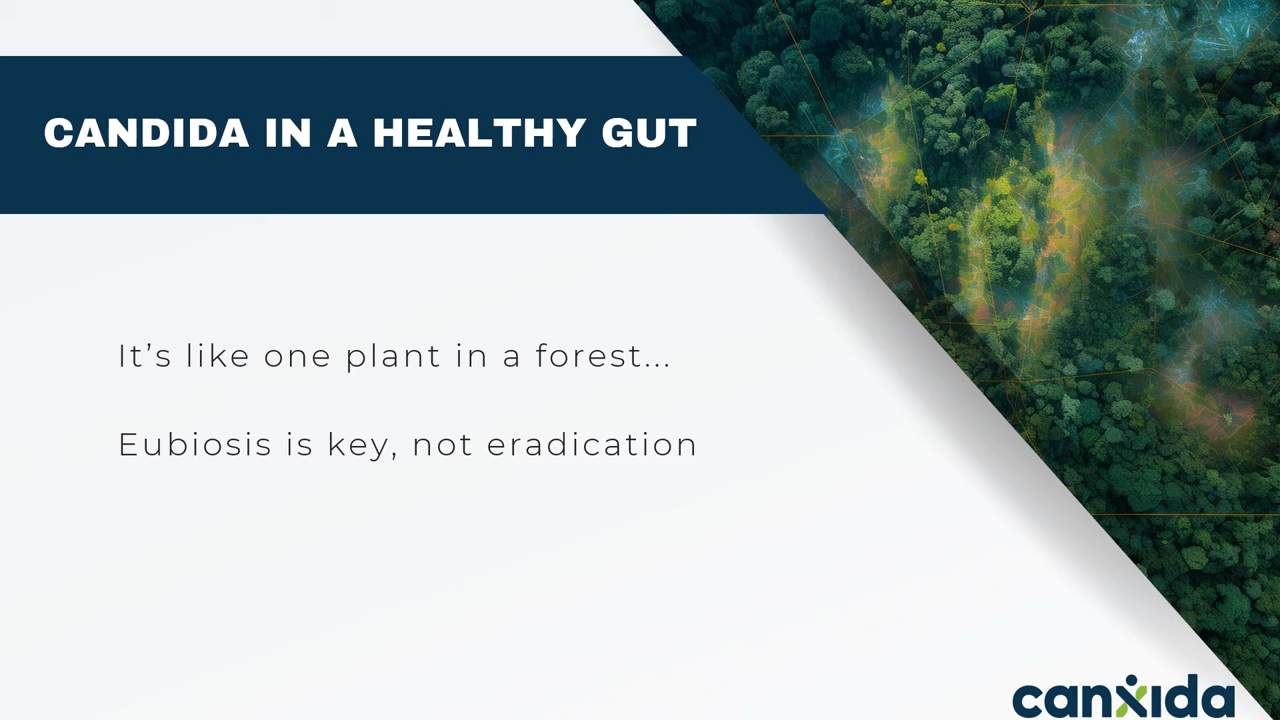 CANDIDA IN A HEALTHY GUT
It’s like one plant in a forest...
Eubiosis is key, not eradication
canxida